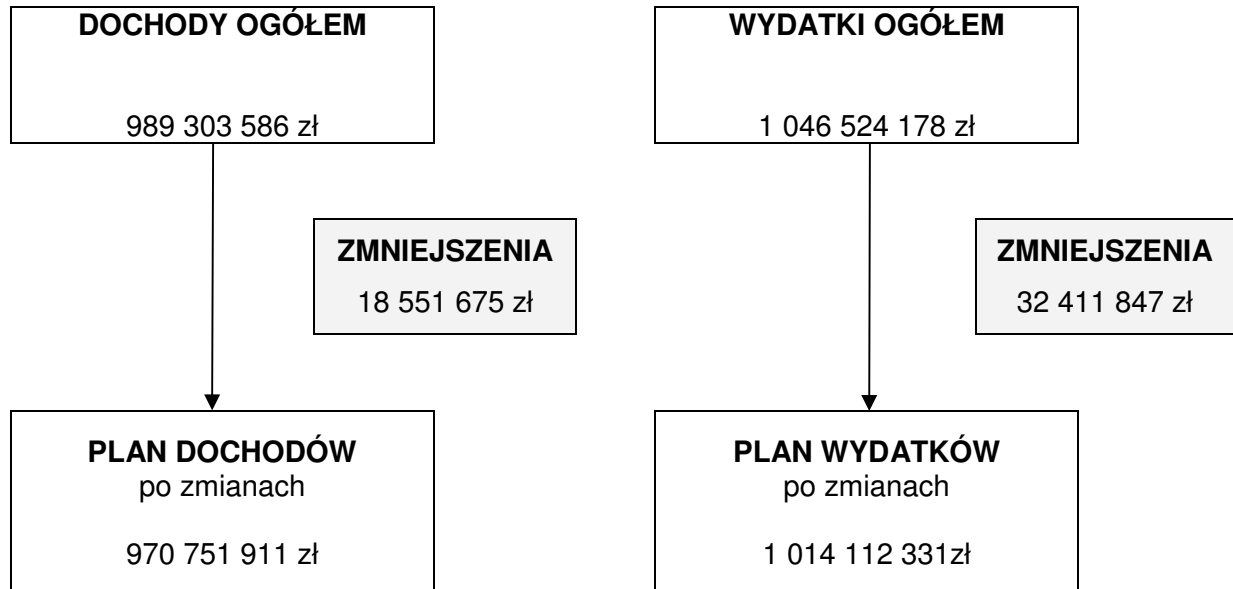 DOCHODY OGÓŁEM
989 303 586 zł
WYDATKI OGÓŁEM
1 046 524 178 zł
ZMNIEJSZENIA
18 551 675 zł
ZMNIEJSZENIA
32 411 847 zł
PLAN DOCHODÓW
po zmianach
970 751 911 zł
PLAN WYDATKÓW
po zmianach
1 014 112 331zł